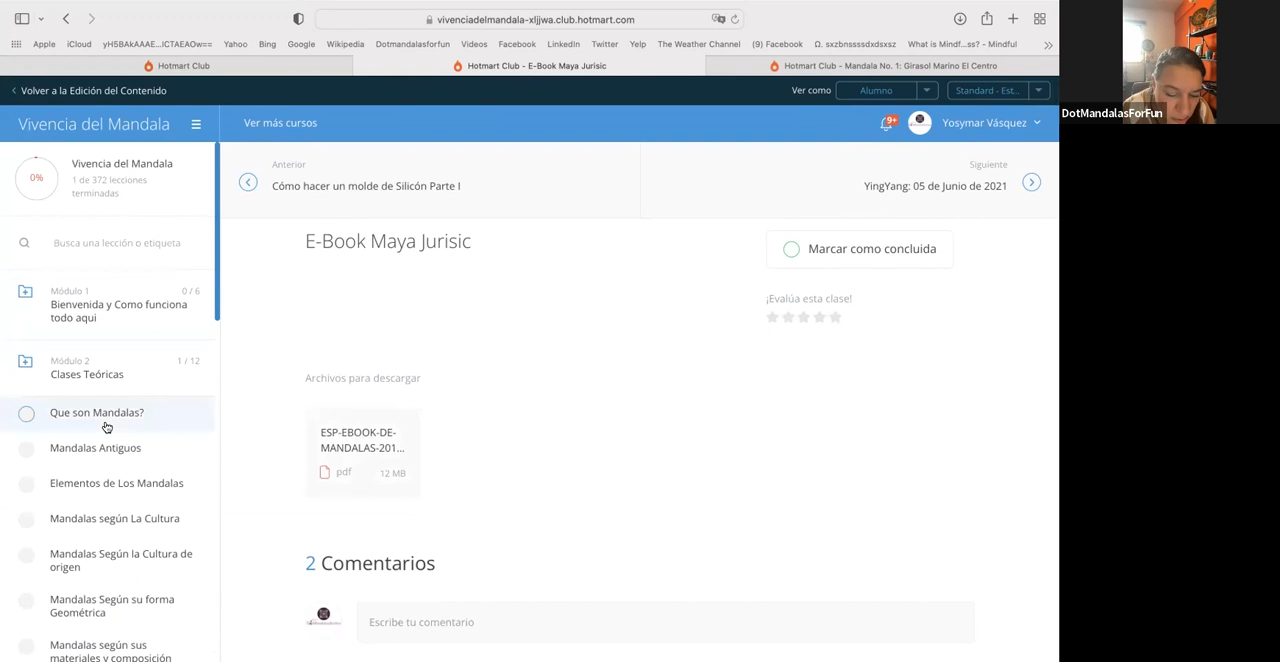 vivenciadelmandala-xljjwa.club.hotmart.com
Apple
iCloud
yH5BAkAAAE...ICTAEAOw==
Yahoo
Bing
Google
Wikipedia
Dotmandalasforfun
Videos
Facebook
LinkedIn
Twitter
Yelp
The Weather Channel
(9) Facebook
Ω. sxzbnssssdxdsxsz
What is Mindf...ss? - Mindful
Hotmart Club
Hotmart Club - E-Book Maya Jurisic
Hotmart Club - Mandala No. 1: Girasol Marino El Centro
Volver a la Edición del Contenido
Ver como
Alumno
Standard - Est...
Vivencia del Mandala
Ver más cursos
9+
Yosymar Vásquez
DotMandalasForFun
0%
Vivencia del Mandala
1 de 372 lecciones
terminadas
Busca una lección o etiqueta
Módulo 1
0 / 6
Bienvenida y Como funciona
todo aqui
Módulo 2
1 / 12
Clases Teóricas
Que son Mandalas?
Mandalas Antiguos
Elementos de Los Mandalas
Mandalas según La Cultura
Mandalas Según la Cultura de
origen
Mandalas Según su forma
Geométrica
Mandalas según sus
materiales y composición
Anterior
Cómo hacer un molde de Silicón Parte I
Siguiente
YingYang: 05 de Junio de 2021
E-Book Maya Jurisic
Marcar como concluida
¡Evalúa esta clase!
Archivos para descargar
ESP-EBOOK-DE-
MANDALAS-201...
pdf
12 MB
2 Comentarios
Escribe tu comentario